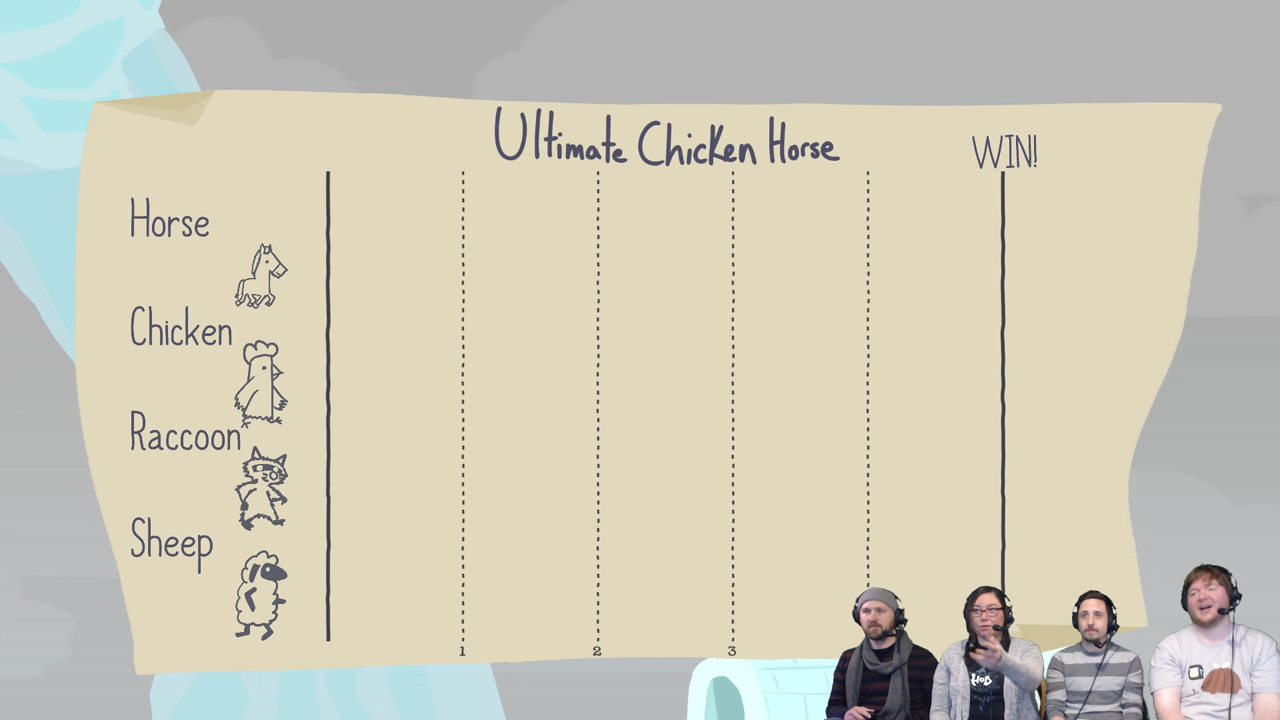 Ultimate Chicken Horse
WIN!
Horse
Chicken
Raccoon
Sheep
1 2 3